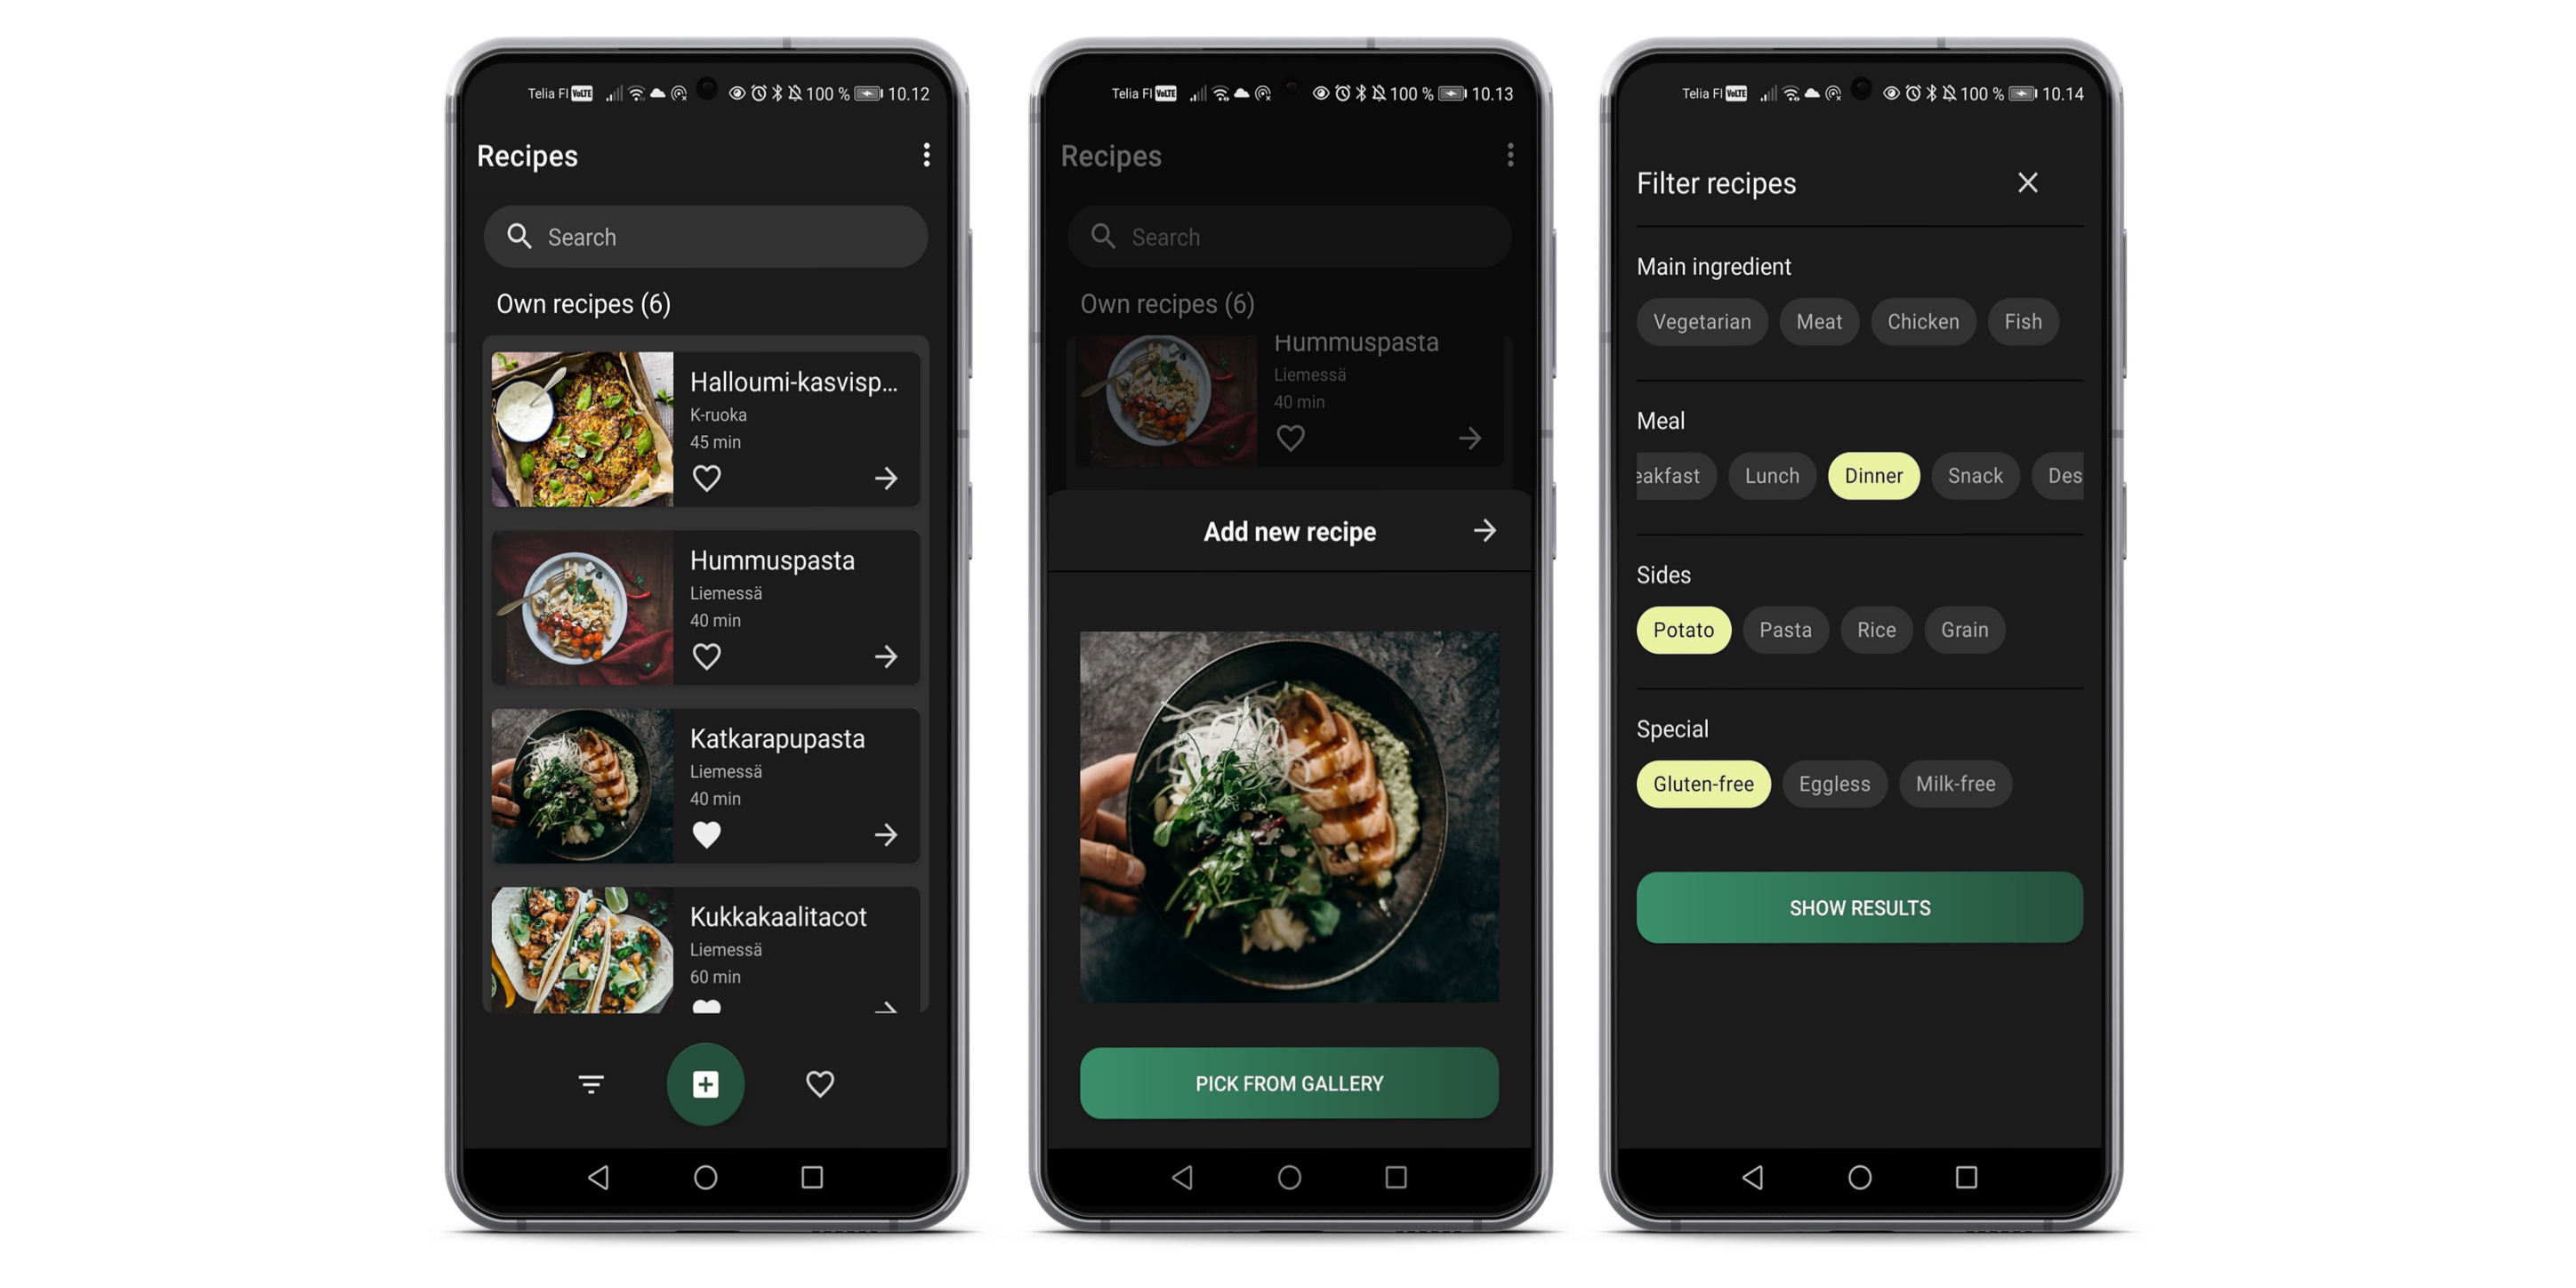 Telia FI VoLTE 100 % 10.12
Recipes
Search
Own recipes (6)
Halloumi-kasvisp...
K-ruoka
45 min
Hummuspasta
Liemessä
40 min
Katkarapupasta
Liemessä
40 min
Kukkakaalitacot
Liemessä
60 min
Telia FI VoLTE 100 % 10.13
Recipes
Search
Own recipes (6)
Hummuspasta
Liemessä
40 min
Add new recipe
PICK FROM GALLERY
Telia FI VoLTE 100 % 10.14
Filter recipes
Main ingredient
Vegetarian Meat Chicken Fish
Meal
eakfast Lunch Dinner Snack Des
Sides
Potato Pasta Rice Grain
Special
Gluten-free Eggless Milk-free
SHOW RESULTS